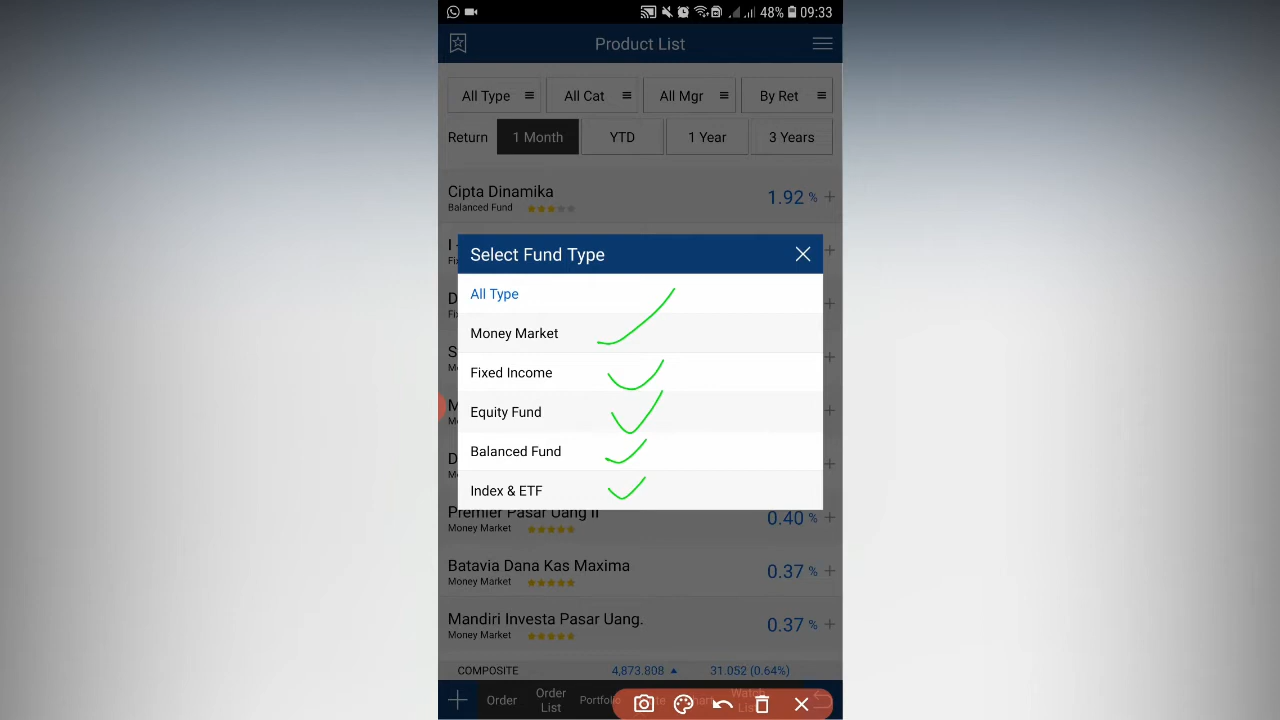 48% 09:33
Product List
All Type All Cat All Mgr By Ret
Return 1 Month YTD 1 Year 3 Years
Cipta Dinamika
1.92 % +
Balanced Fund
Select Fund Type
All Type
Money Market
Fixed Income
Equity Fund
Balanced Fund
Index & ETF
Premier Pasar Uang II
0.40 % +
Money Market
Batavia Dana Kas Maxima
0.37 % +
Money Market
Mandiri Investa Pasar Uang.
0.37 % +
Money Market
COMPOSITE 4,873.808 31.052 (0.64%)
Order Order List Portfolio Watch List